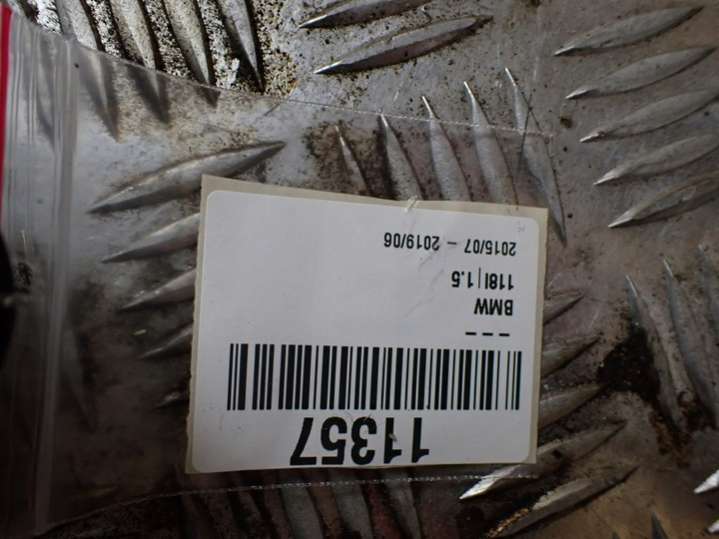 11357
– – –
BMW
118I | 1.5
2015/07 – 2019/06